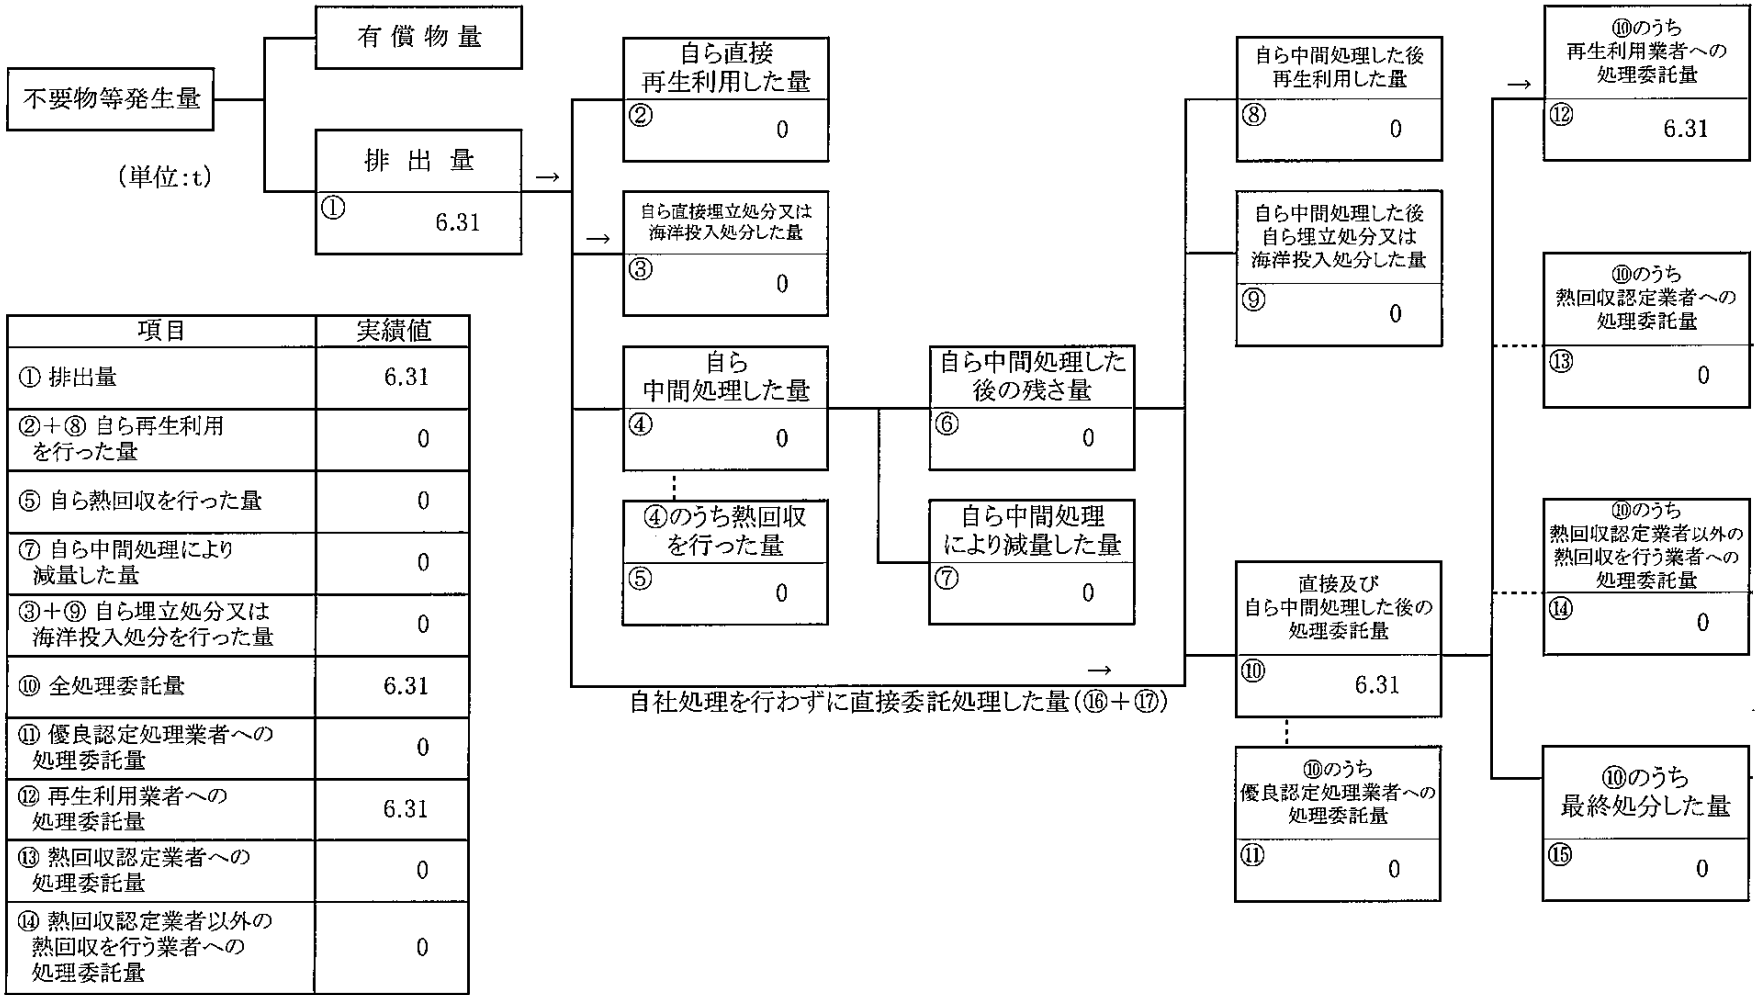 不要物等発生量
(単位:t)
有償物量
排出量
①
6.31
→
自ら直接
再生利用した量
②
0
→
自ら直接埋立処分又は
海洋投入処分した量
③
0
自ら
中間処理した量
④
0
④のうち熱回収
を行った量
⑤
0
自ら中間処理した
後の残さ量
⑥
0
自ら中間処理
により減量した量
⑦
0
→
自社処理を行わずに直接委託処理した量(⑯+⑰)
自ら中間処理した後
再生利用した量
⑧
0
自ら中間処理した後
自ら埋立処分又は
海洋投入処分した量
⑨
0
直接及び
自ら中間処理した後の
処理委託量
⑩
6.31
⑩のうち
優良認定処理業者への
処理委託量
⑪
0
→
⑩のうち
再生利用業者への
処理委託量
⑫
6.31
⑩のうち
熱回収認定業者への
処理委託量
⑬
0
⑩のうち
熱回収認定業者以外の
熱回収を行う業者への
処理委託量
⑭
0
⑩のうち
最終処分した量
⑮
0
項目 実績値
① 排出量 6.31
②+⑧ 自ら再生利用
を行った量 0
⑤ 自ら熱回収を行った量 0
⑦ 自ら中間処理により
減量した量 0
③+⑨ 自ら埋立処分又は
海洋投入処分を行った量 0
⑩ 全処理委託量 6.31
⑪ 優良認定処理業者への
処理委託量 0
⑫ 再生利用業者への
処理委託量 6.31
⑬ 熱回収認定業者への
処理委託量 0
⑭ 熱回収認定業者以外の
熱回収を行う業者への
処理委託量 0